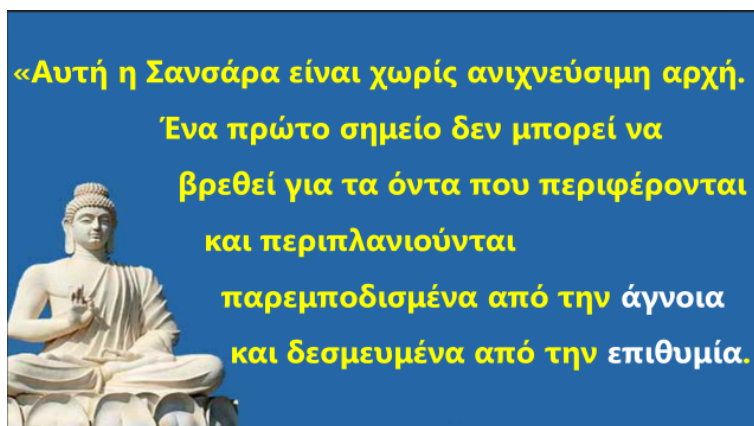 «Αυτή η Σανσάρα είναι χωρίς ανιχνεύσιμη αρχή.
Ένα πρώτο σημείο δεν μπορεί να
βρεθεί για τα όντα που περιφέρονται
και περιπλανιούνται
παρεμποδισμένα από την άγνοια
και δεσμευμένα από την επιθυμία.